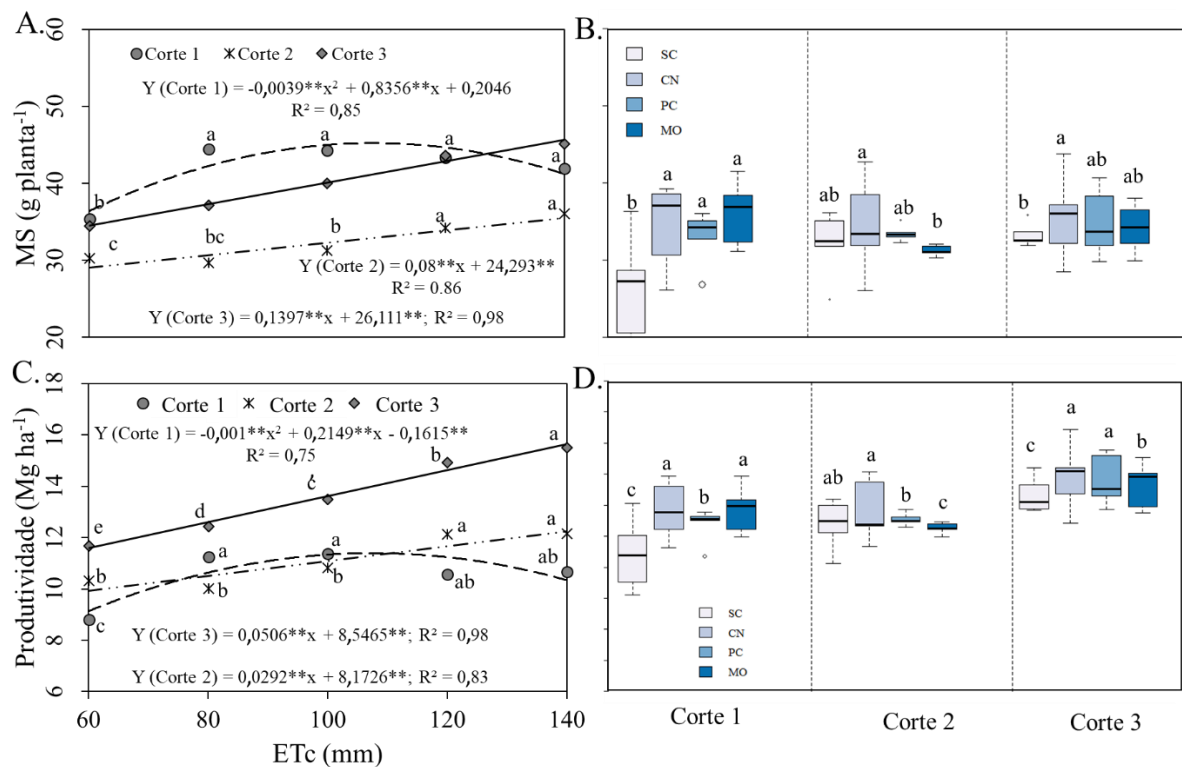 A.
60
50
40
30
20
MS (g planta⁻¹)
Corte 1 Corte 2 Corte 3
Y (Corte 1) = -0,0039**x² + 0,8356**x + 0,2046
R² = 0,85
b a a a a
c bc b a a
Y (Corte 2) = 0,08**x + 24,293**
R² = 0.86
Y (Corte 3) = 0,1397**x + 26,111**; R² = 0,98
B.
SC
CN
PC
MO
b a a a
ab a ab b
b a ab ab
C.
18
16
14
12
10
8
6
Produtividade (Mg ha⁻¹)
Corte 1 Corte 2 Corte 3
Y (Corte 1) = -0,001**x² + 0,2149**x - 0,1615**
R² = 0,75
e d c b a
b a a a ab
c b b ab a
Y (Corte 3) = 0,0506**x + 8,5465**; R² = 0,98
Y (Corte 2) = 0,0292**x + 8,1726**; R² = 0,83
60 80 100 120 140
ETc (mm)
D.
c a b a
ab a b c
c a a b
SC
CN
PC
MO
Corte 1 Corte 2 Corte 3